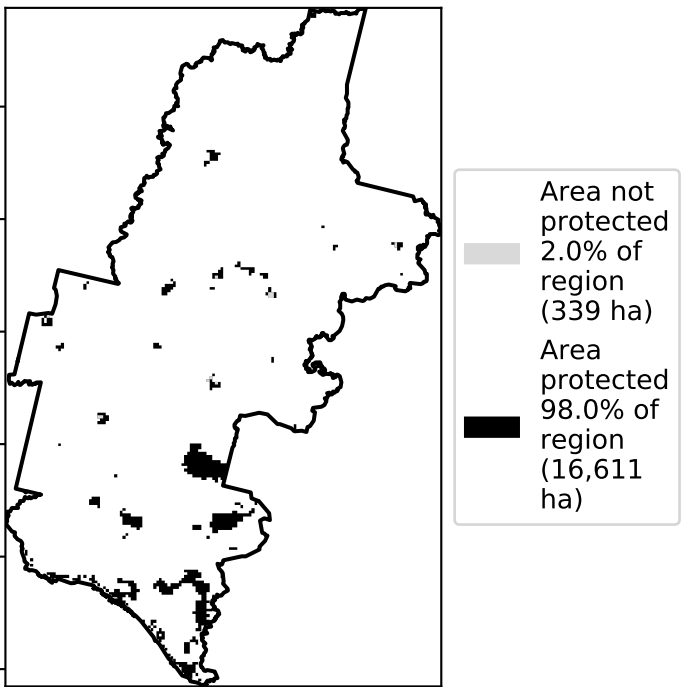 Area not
protected
2.0% of
region
(339 ha)
Area
protected
98.0% of
region
(16,611
ha)